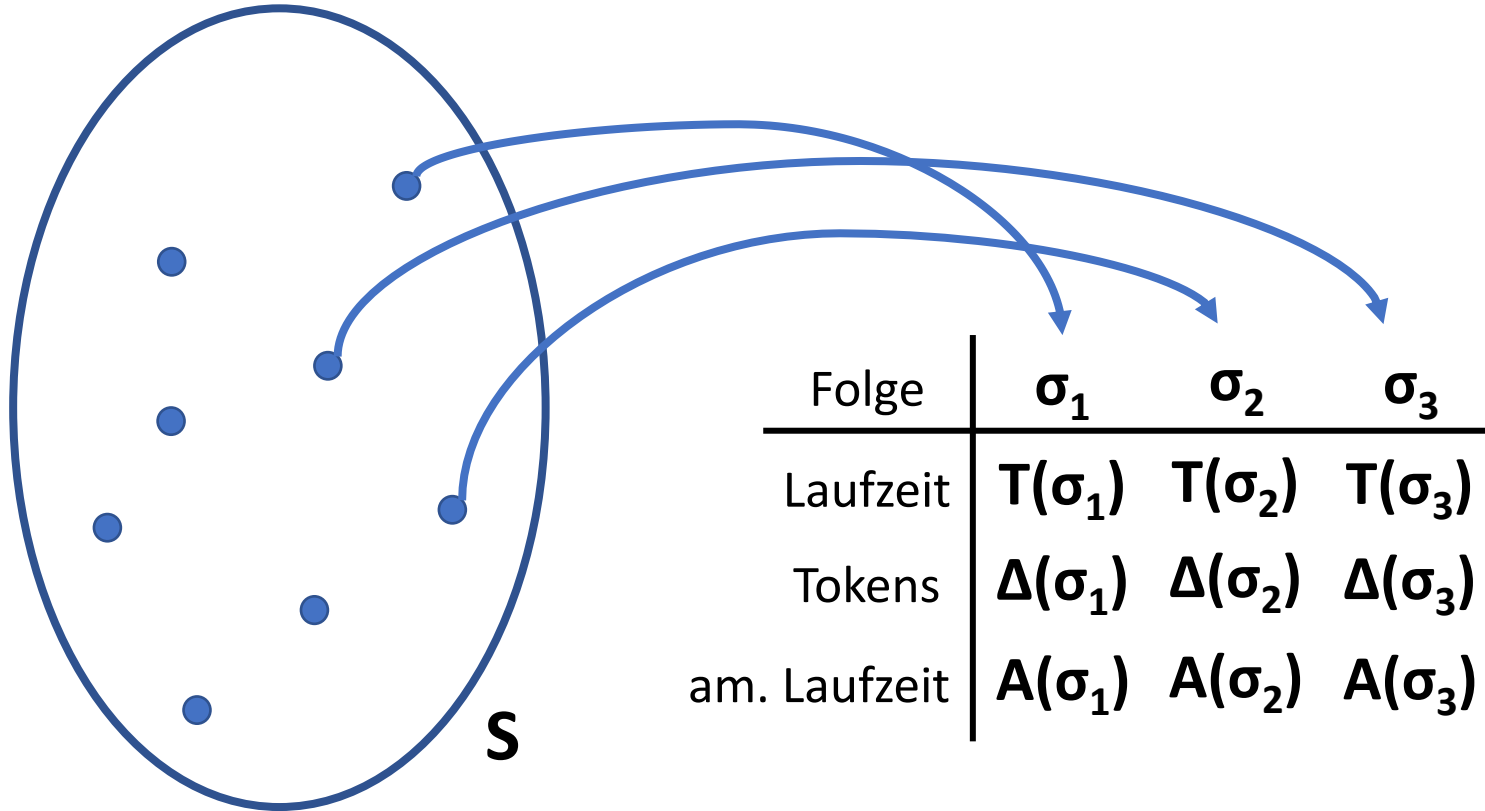 Folge σ₁ σ₂ σ₃
Laufzeit T(σ₁) T(σ₂) T(σ₃)
Tokens Δ(σ₁) Δ(σ₂) Δ(σ₃)
am. Laufzeit A(σ₁) A(σ₂) A(σ₃)
S